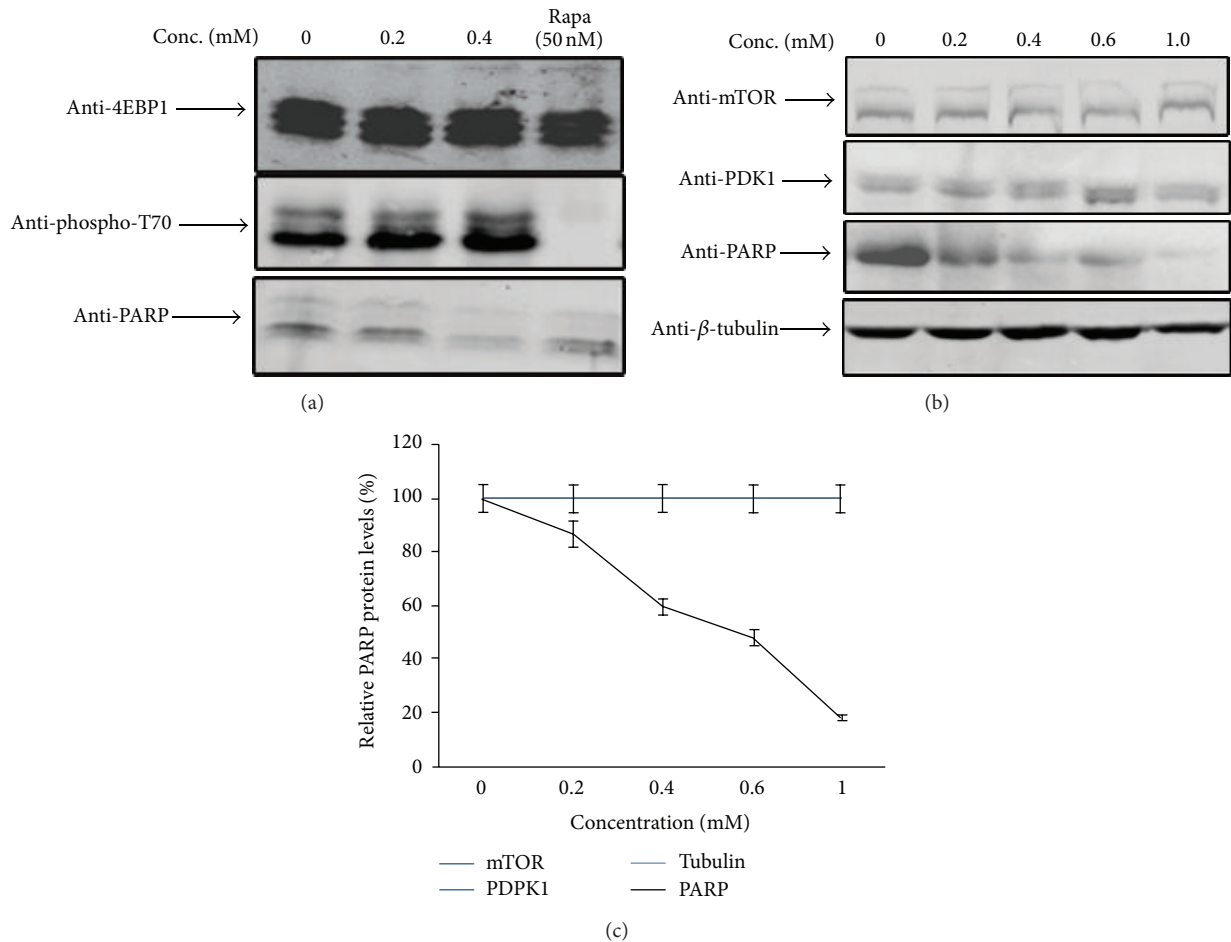 Conc. (mM) 0 0.2 0.4 Rapa
(50 nM)
Anti-4EBP1
Anti-phospho-T70
Anti-PARP
(a)
Conc. (mM) 0 0.2 0.4 0.6 1.0
Anti-mTOR
Anti-PDK1
Anti-PARP
Anti-β-tubulin
(b)
Relative PARP protein levels (%)
120
100
80
60
40
20
0
0 0.2 0.4 0.6 1
Concentration (mM)
mTOR
PDPK1
Tubulin
PARP
(c)